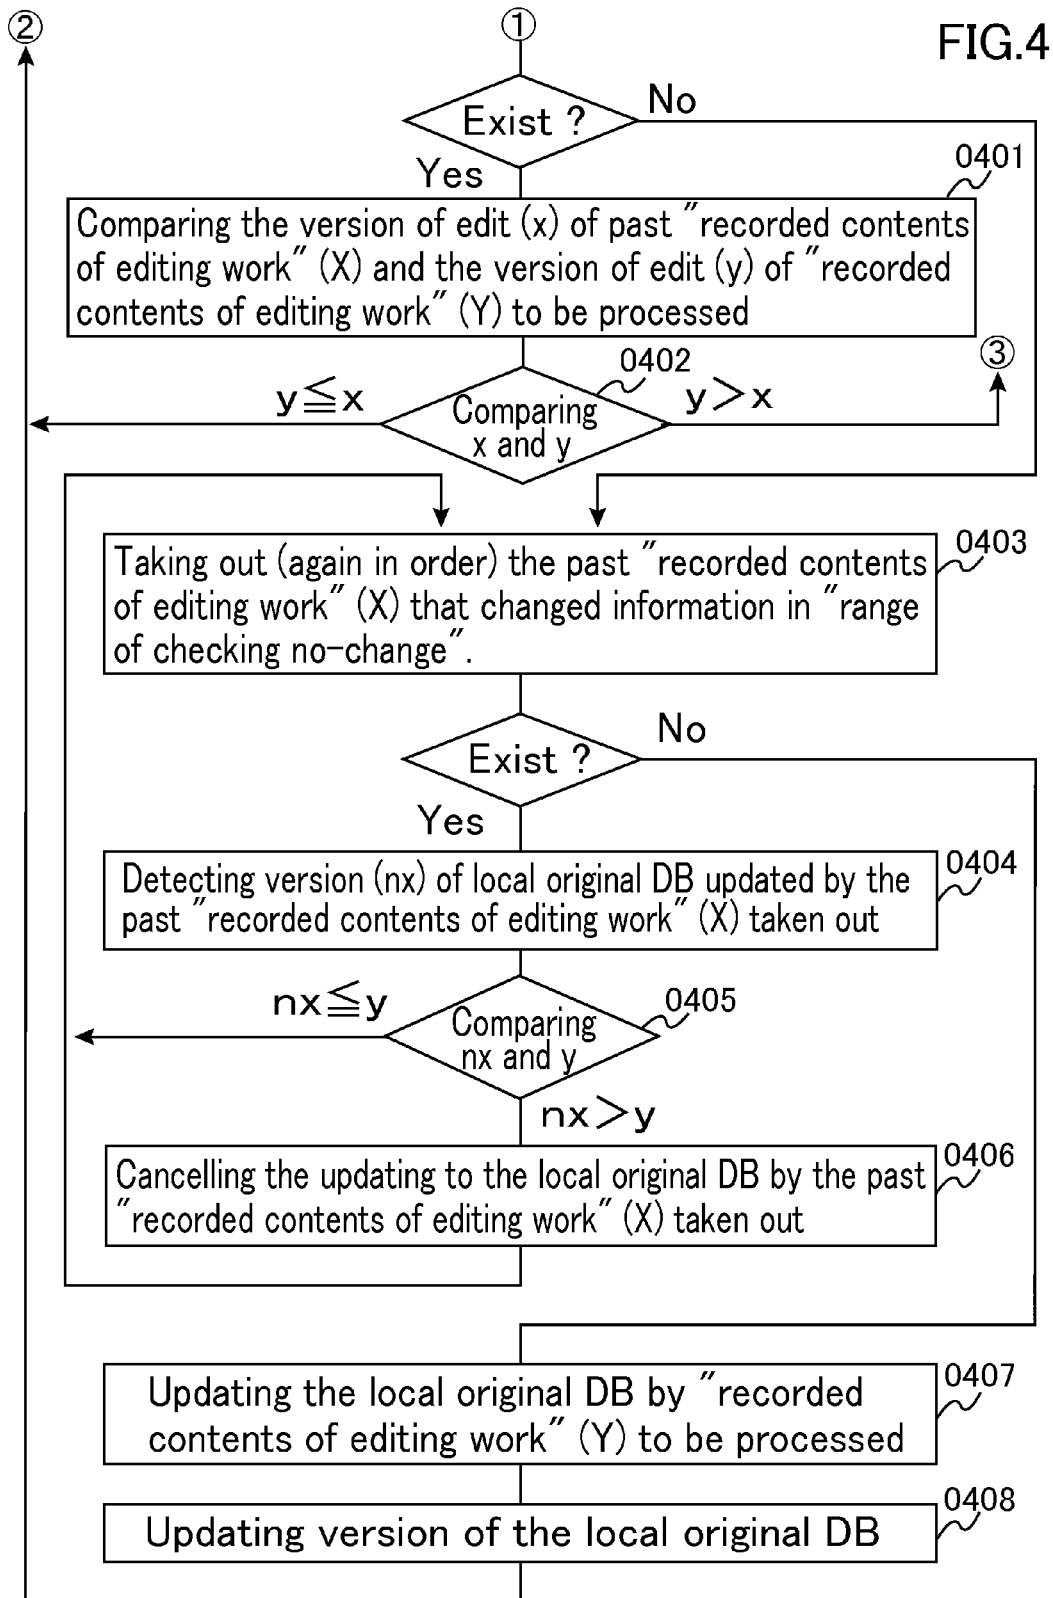 ②
①
FIG.4
Exist ?
No
Yes
0401
Comparing the version of edit (x) of past ″recorded contents
of editing work″ (X) and the version of edit (y) of ″recorded
contents of editing work″ (Y) to be processed
③
0402
y≦x
y>x
Comparing
x and y
0403
Taking out (again in order) the past ″recorded contents
of editing work″ (X) that changed information in ″range
of checking no-change″.
Exist ?
No
Yes
0404
Detecting version (nx) of local original DB updated by the
past ″recorded contents of editing work″ (X) taken out
nx≦y
0405
Comparing
nx and y
nx>y
0406
Cancelling the updating to the local original DB by the past
″recorded contents of editing work″ (X) taken out
0407
Updating the local original DB by ″recorded
contents of editing work″ (Y) to be processed
0408
Updating version of the local original DB